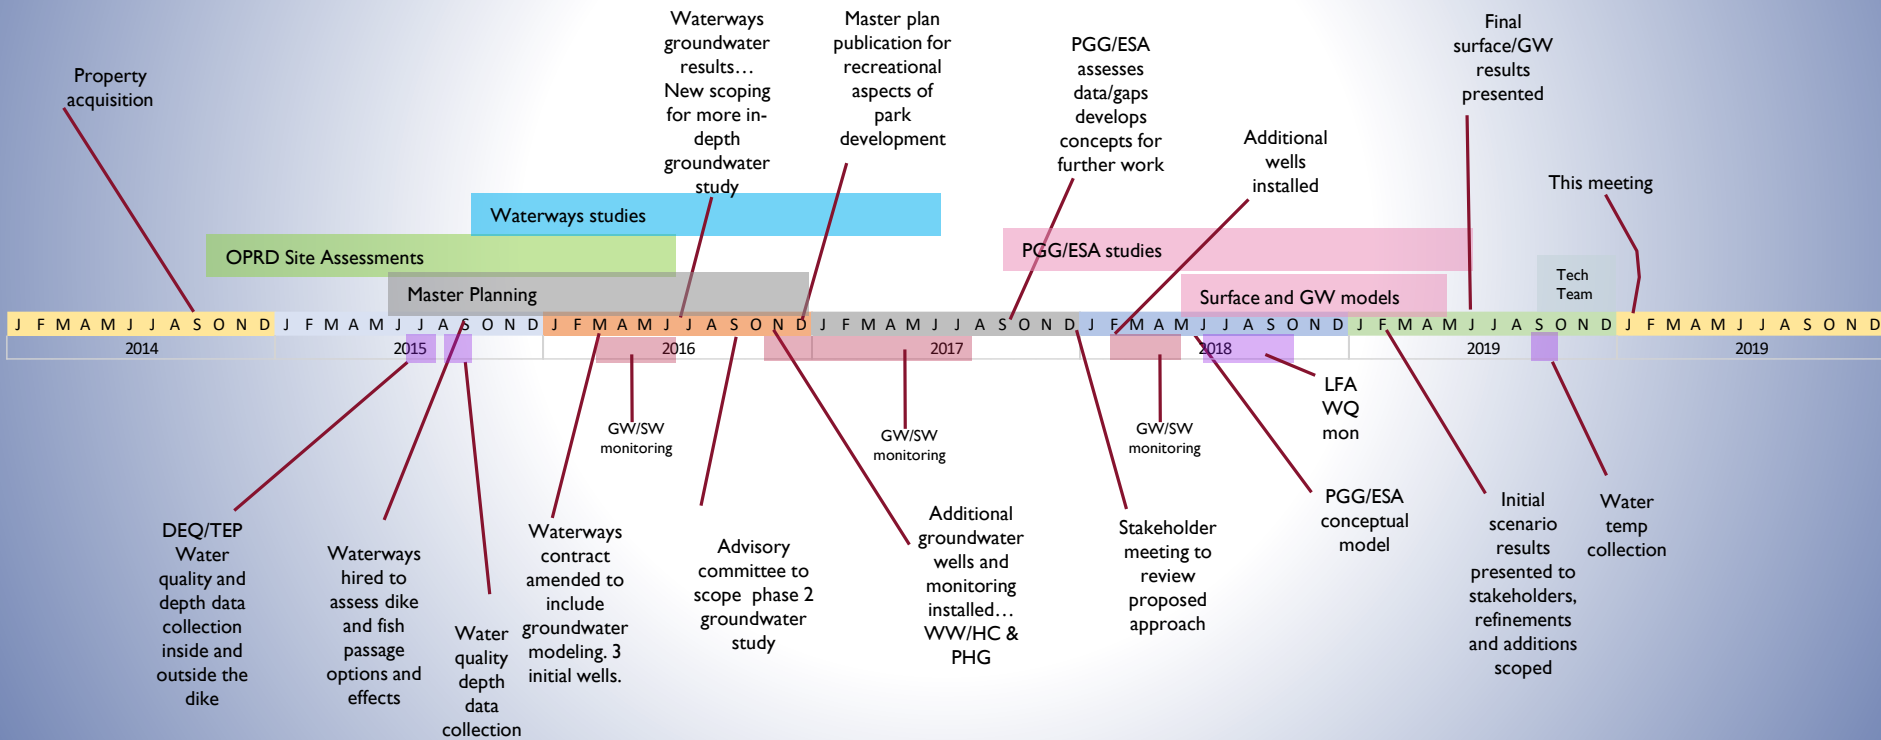 Property
acquisition
Waterways
groundwater
results…
New scoping
for more in-
depth
groundwater
study
Master plan
publication for
recreational
aspects of
park
development
PGG/ESA
assesses
data/gaps
develops
concepts for
further work
Additional
wells
installed
Final
surface/GW
results
presented
This meeting
Waterways studies
OPRD Site Assessments
Master Planning
PGG/ESA studies
Surface and GW models
Tech
Team
J F M A M J J A S O N D J F M A M J J A S O N D J F M A M J J A S O N D J F M A M J J A S O N D J F M A M J J A S O N D J F M A M J J A S O N D J F M A M J J A S O N D
2014 2015 2016 2017 2018 2019 2019
GW/SW
monitoring
GW/SW
monitoring
GW/SW
monitoring
LFA
WQ
mon
DEQ/TEP
Water
quality and
depth data
collection
inside and
outside the
dike
Waterways
hired to
assess dike
and fish
passage
options and
effects
Water
quality
depth
data
collection
Waterways
contract
amended to
include
groundwater
modeling. 3
initial wells.
Advisory
committee to
scope phase 2
groundwater
study
Additional
groundwater
wells and
monitoring
installed…
WW/HC &
PHG
Stakeholder
meeting to
review
proposed
approach
PGG/ESA
conceptual
model
Initial
scenario
results
presented to
stakeholders,
refinements
and additions
scoped
Water
temp
collection